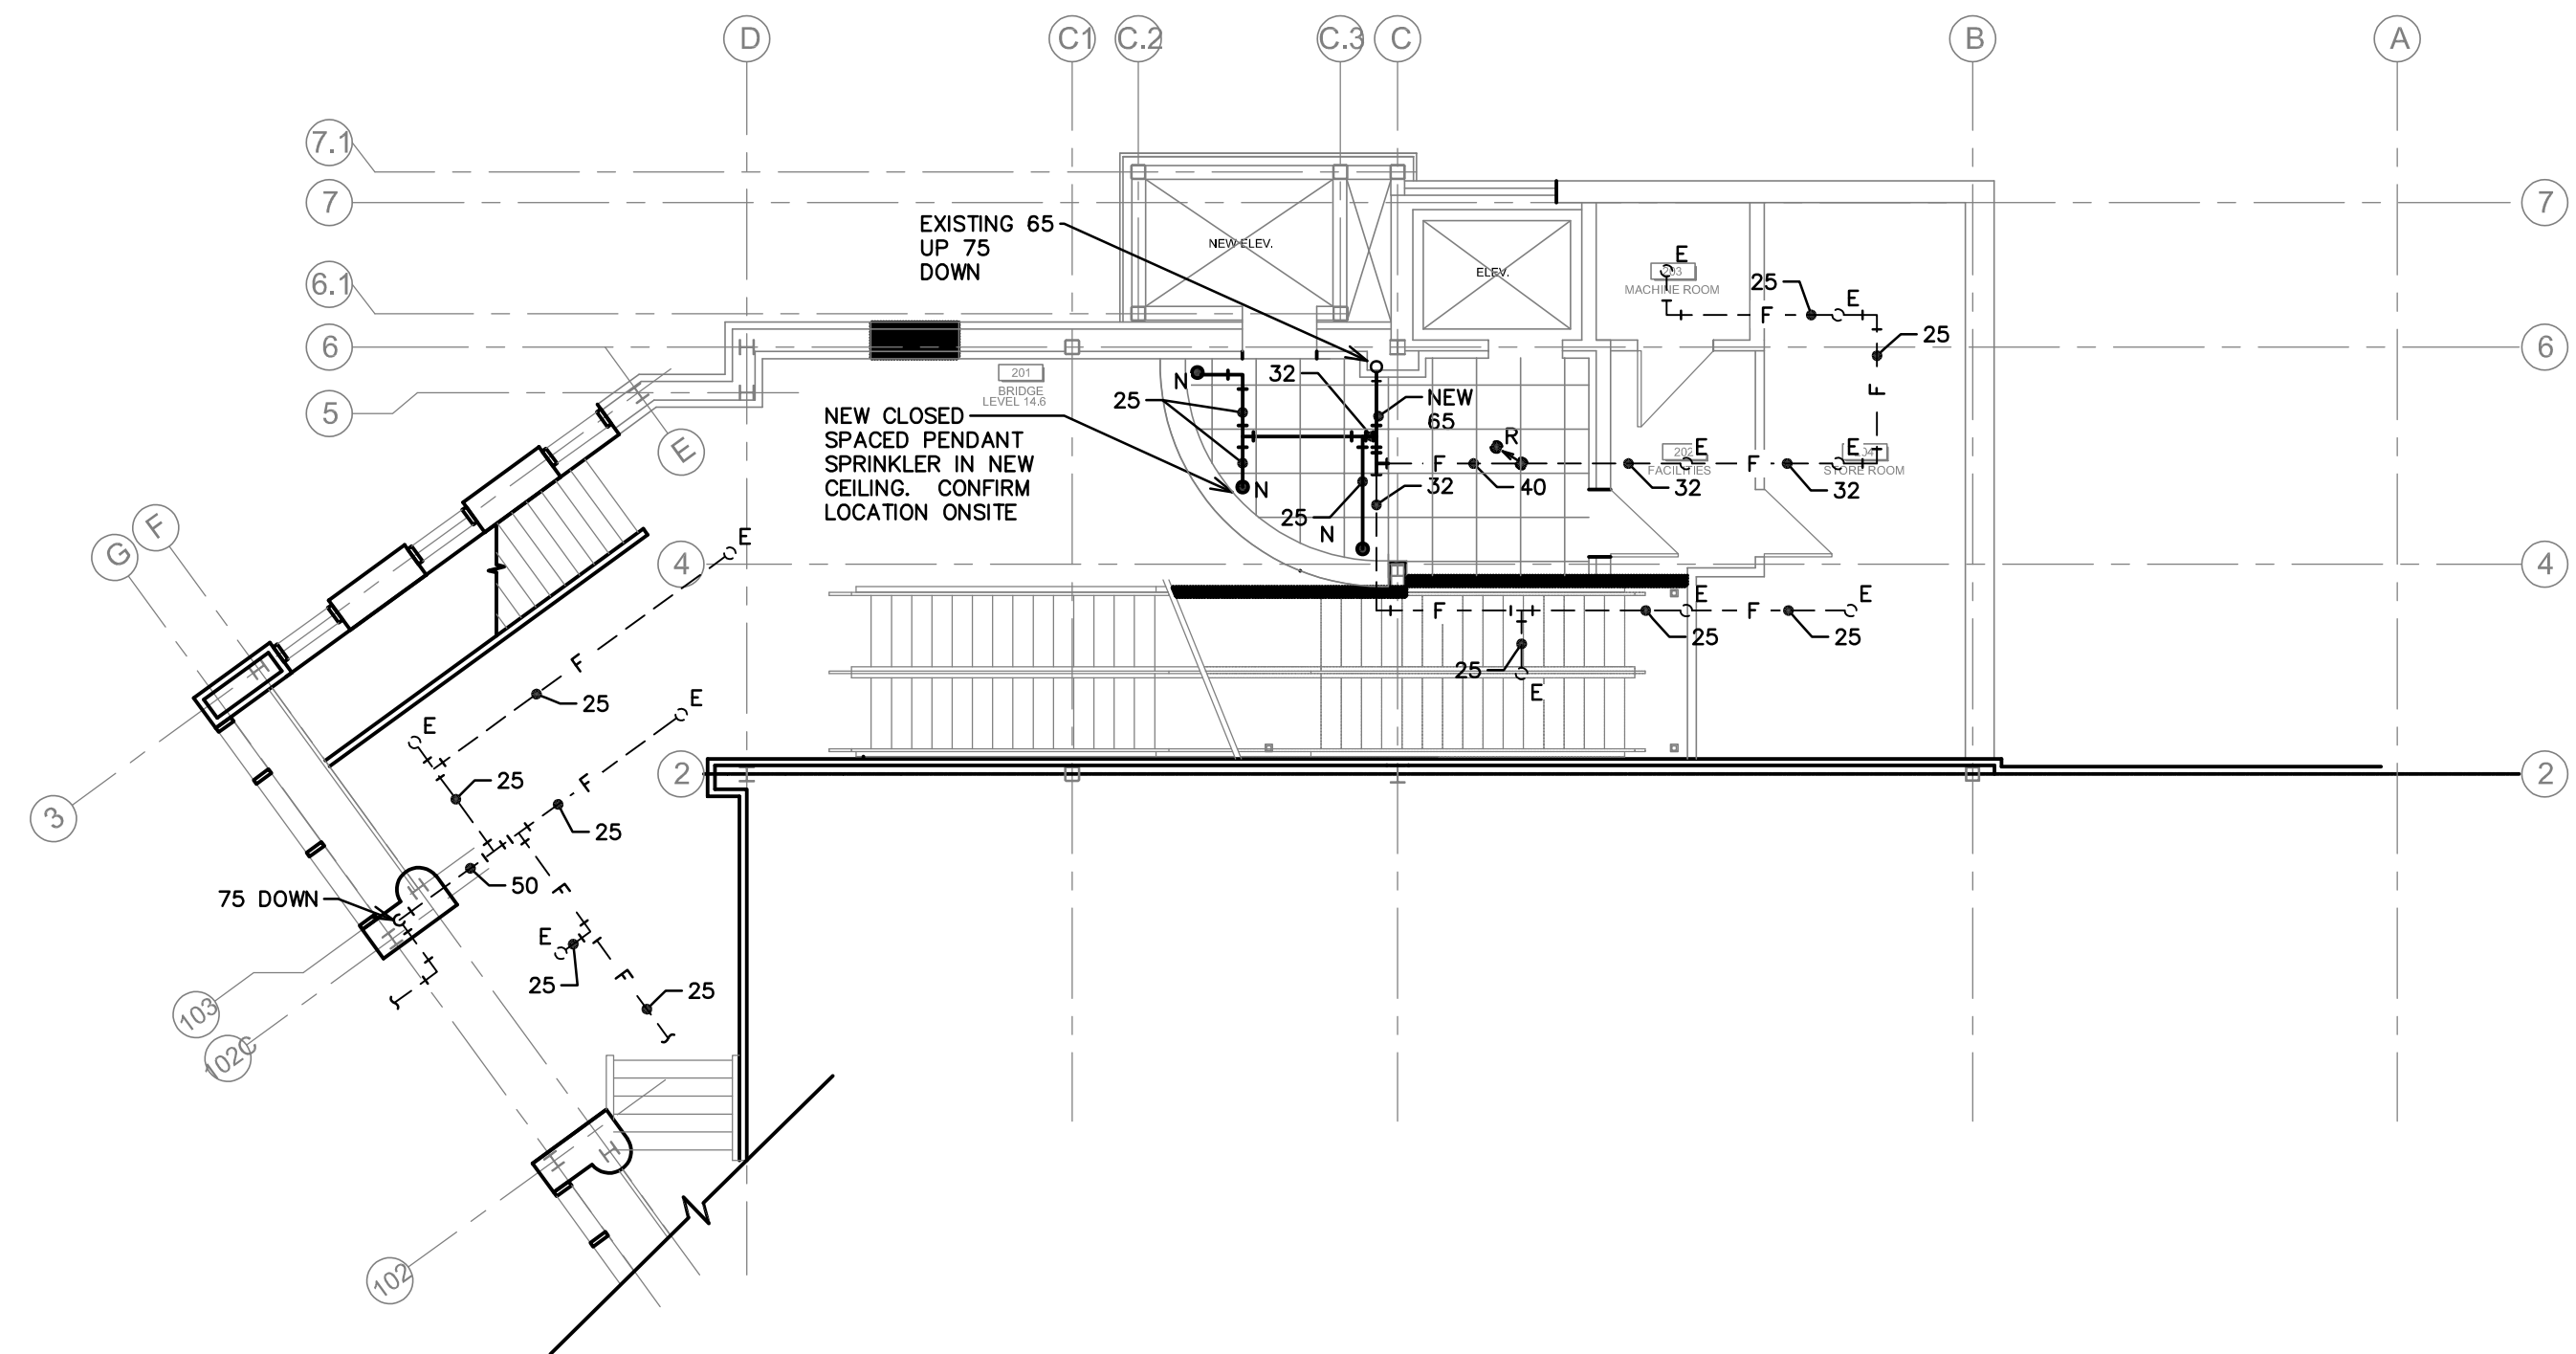 D
C1
C.2
C.3
C
B
A
7.1
7
7
6.1
6
6
5
E
4
4
G
F
3
2
2
103
102C
102
EXISTING 65
UP 75
DOWN
NEW ELEV.
ELEV.
E
203
MACHINE ROOM
25
E
F
25
F
201
BRIDGE
LEVEL 14.6
N
25
32
NEW
65
NEW CLOSED
SPACED PENDANT
SPRINKLER IN NEW
CEILING. CONFIRM
LOCATION ONSITE
N
R
F
40
32
25
N
202
FACILITIES
E
32
F
E
STORE ROOM
32
F
E
25
F
E
25
25
E
E
F
25
E
25
E
F
25
50
75 DOWN
F
E
25
F
25